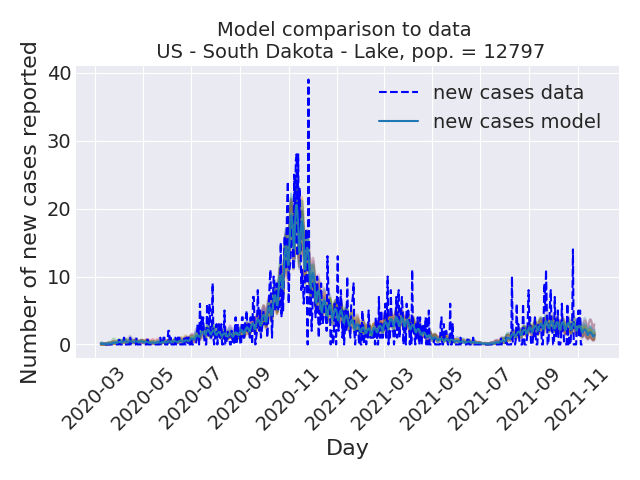 Model comparison to data
US - South Dakota - Lake, pop. = 12797
Number of new cases reported
40
30
20
10
0
new cases data
new cases model
2020-03
2020-05
2020-07
2020-09
2020-11
2021-01
2021-03
2021-05
2021-07
2021-09
2021-11
Day